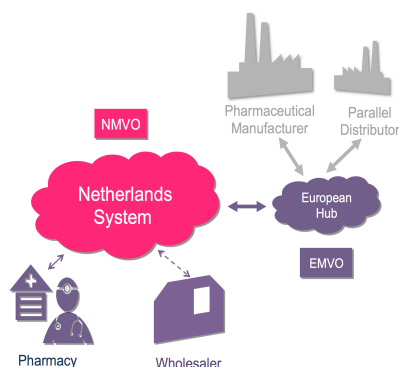 Pharmaceutical
Manufacturer
Parallel
Distributor
NMVO
Netherlands
System
European
Hub
EMVO
Pharmacy
Wholesaler